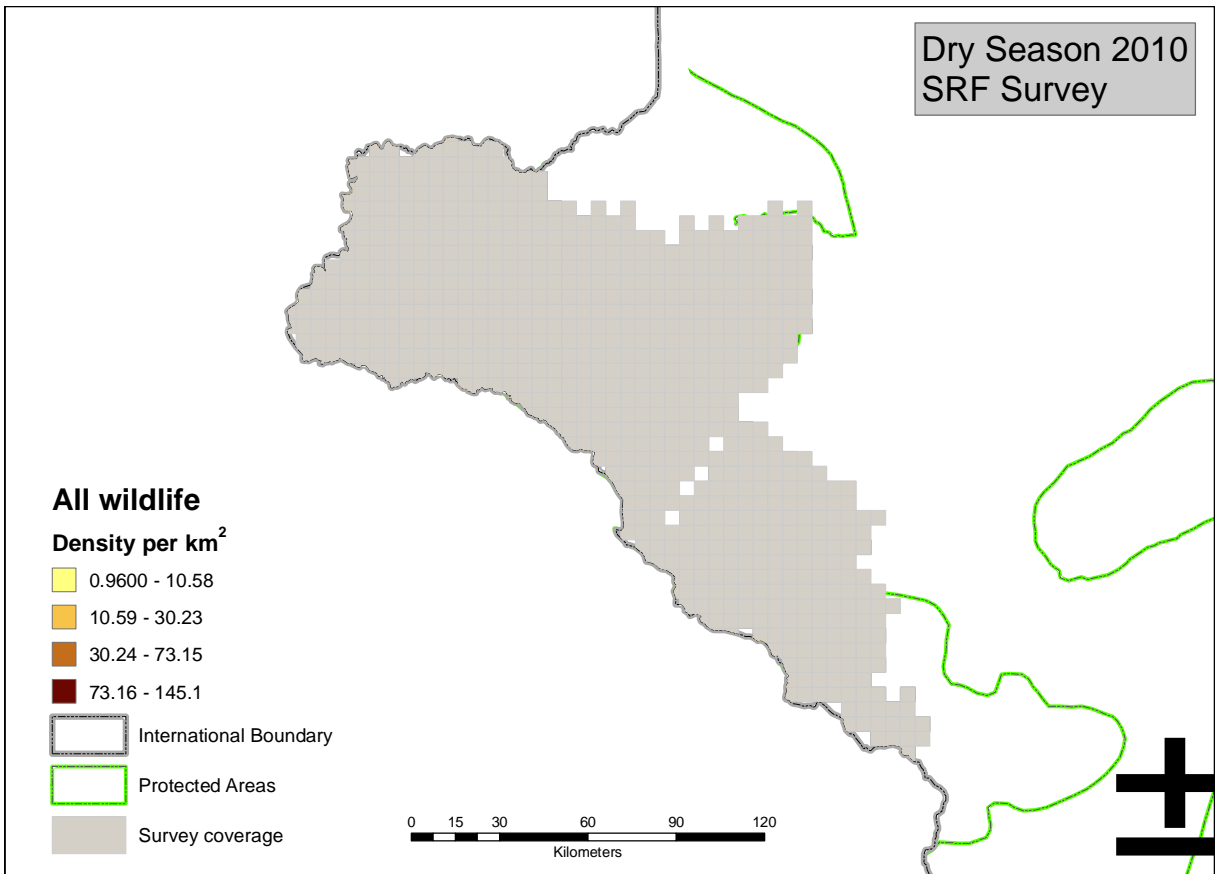 Dry Season 2010
SRF Survey
All wildlife
Density per km²
0.9600 - 10.58
10.59 - 30.23
30.24 - 73.15
73.16 - 145.1
International Boundary
Protected Areas
Survey coverage
0 15 30 60 90 120
Kilometers
±